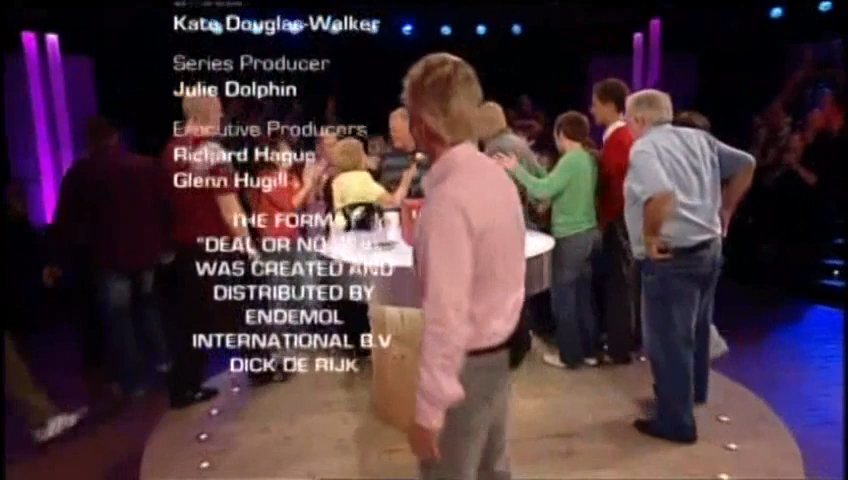 Kate Douglas-Walker
Series Producer
Julie Dolphin
Executive Producers
Richard Hague
Glenn Hugill
THE FORMAT
"DEAL OR NO
WAS CREATED AND
DISTRIBUTED BY
ENDEMOL
INTERNATIONAL B.V
DICK DE RIJK